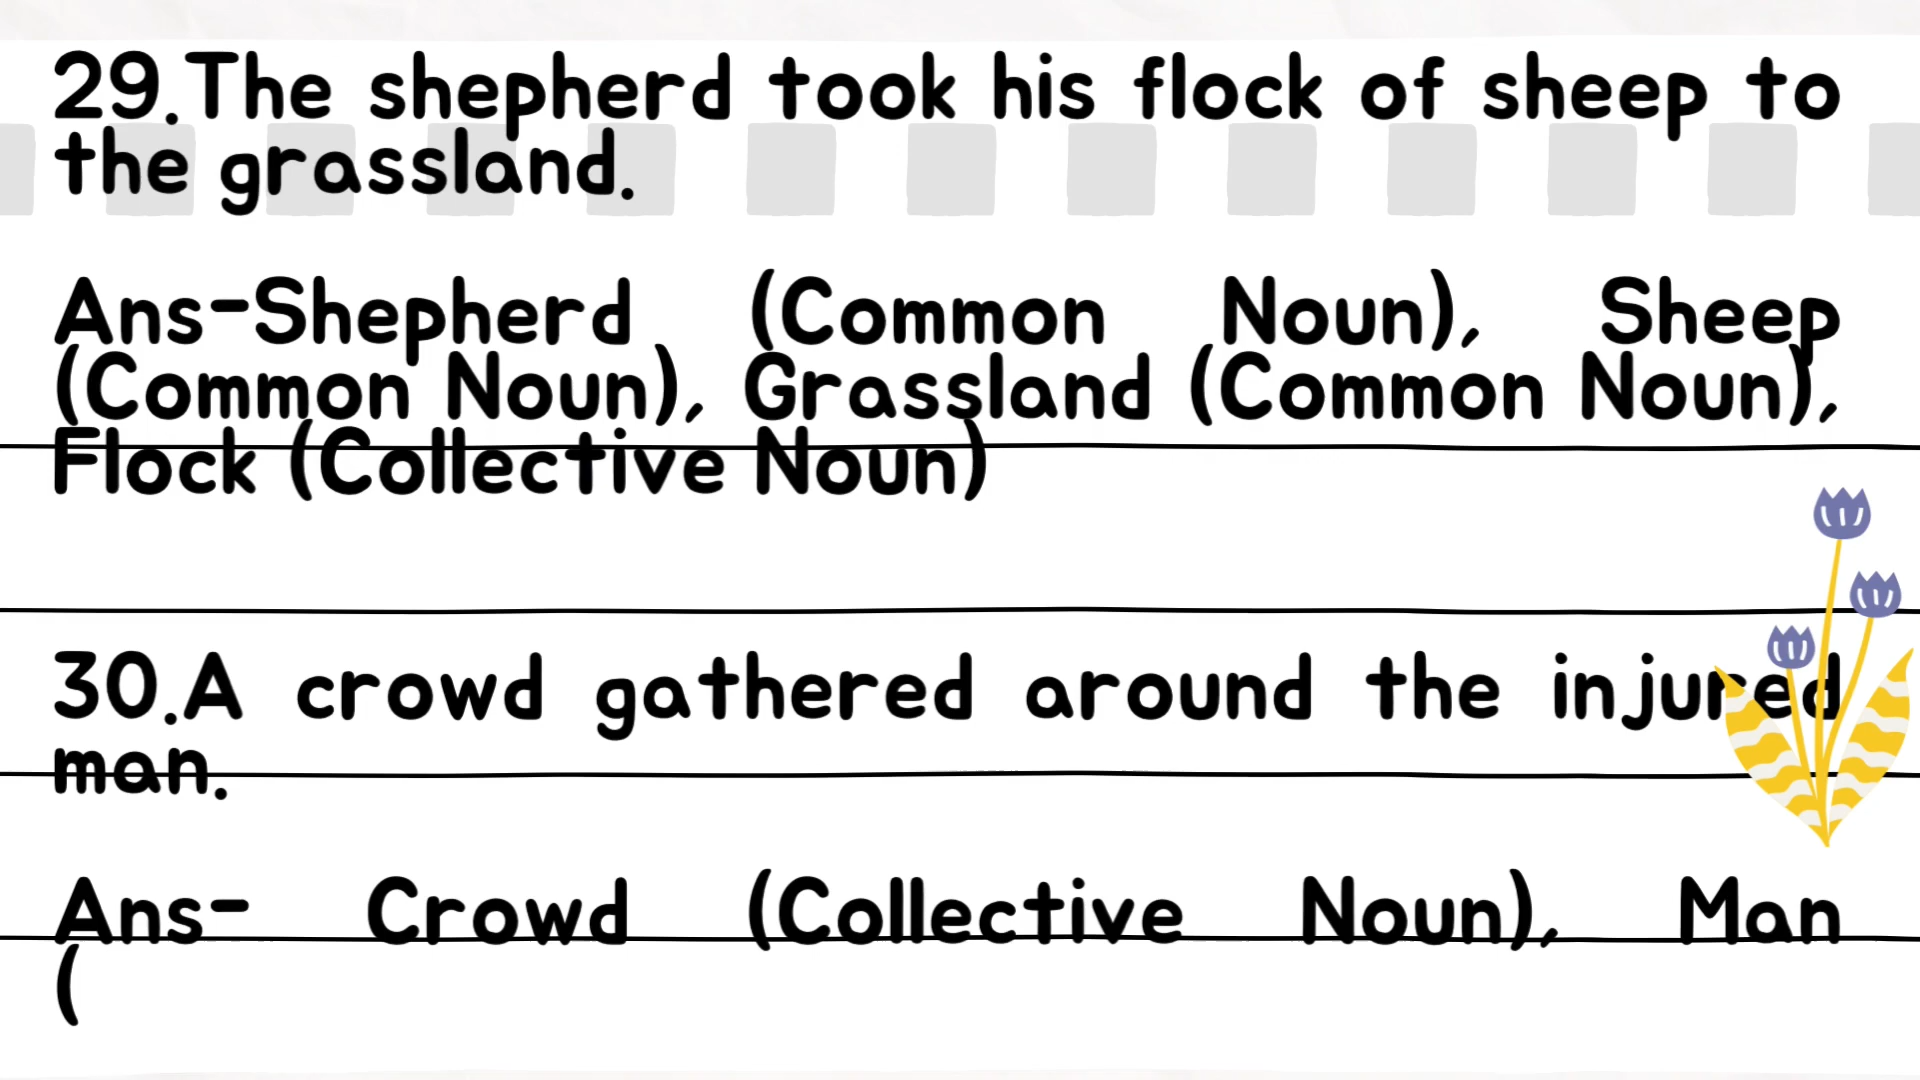 29.The shepherd took his flock of sheep to
the grassland.
Ans-Shepherd (Common Noun), Sheep
(Common Noun), Grassland (Common Noun),
Flock (Collective Noun)
30.A crowd gathered around the injured
man.
Ans- Crowd (Collective Noun), Man
(